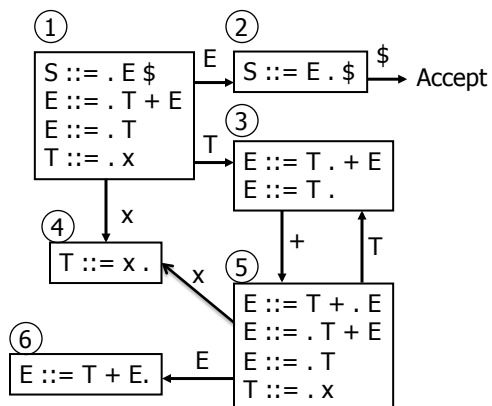 1
S ::= . E $
E ::= . T + E
E ::= . T
T ::= . x
E
2
S ::= E . $
$
Accept
T
3
E ::= T . + E
E ::= T .
x
4
T ::= x .
+
T
x
5
E ::= T + . E
E ::= . T + E
E ::= . T
T ::= . x
E
6
E ::= T + E.